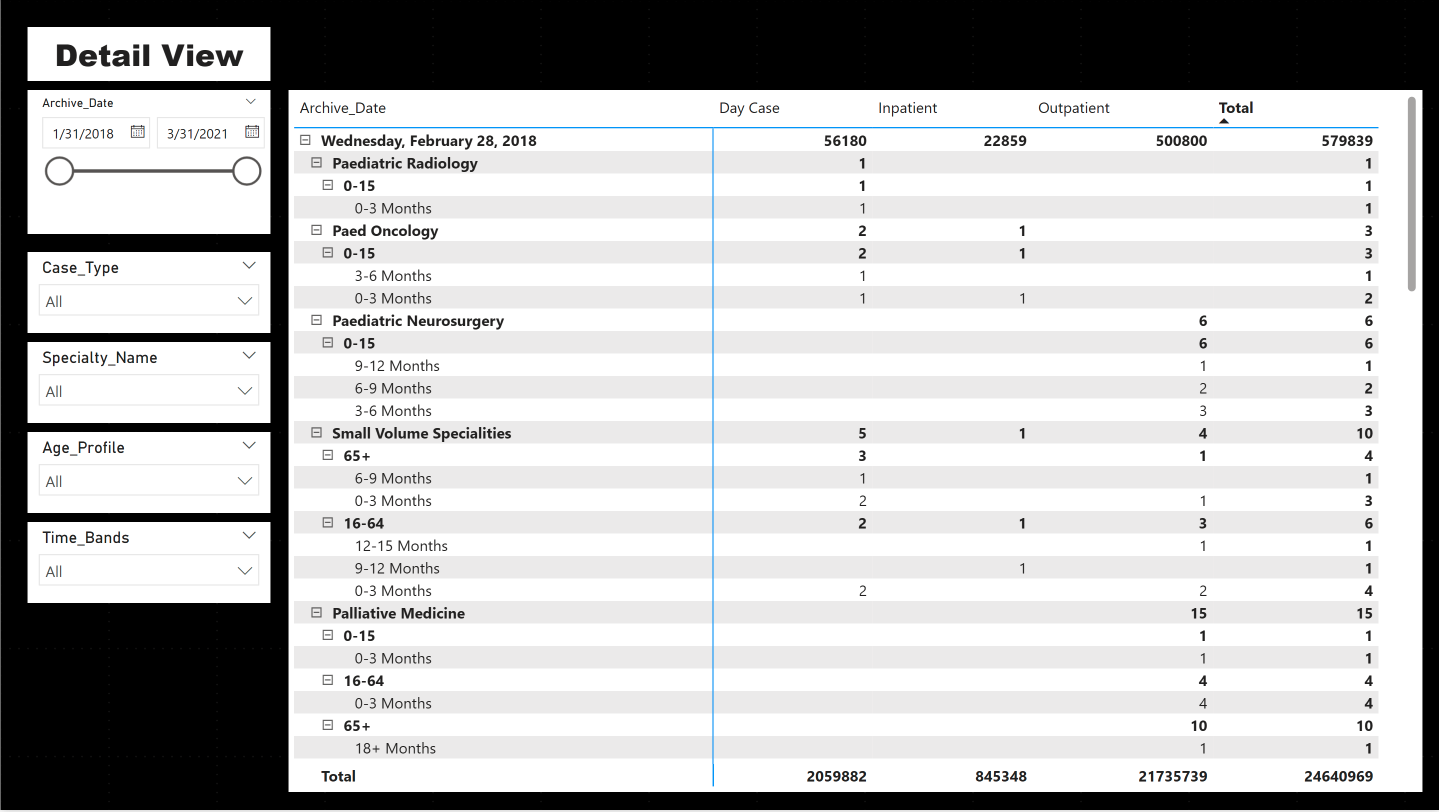 Detail View
Archive_Date
1/31/2018 3/31/2021
Case_Type
All
Specialty_Name
All
Age_Profile
All
Time_Bands
All
Archive_Date Day Case Inpatient Outpatient Total
Wednesday, February 28, 2018 56180 22859 500800 579839
Paediatric Radiology 1 1
0-15 1 1
0-3 Months 1 1
Paed Oncology 2 1 3
0-15 2 1 3
3-6 Months 1 1
0-3 Months 1 1 2
Paediatric Neurosurgery 6 6
0-15 6 6
9-12 Months 1 1
6-9 Months 2 2
3-6 Months 3 3
Small Volume Specialities 5 1 4 10
65+ 3 1 4
6-9 Months 1 1
0-3 Months 2 1 3
16-64 2 1 3 6
12-15 Months 1 1
9-12 Months 1 1
0-3 Months 2 2 4
Palliative Medicine 15 15
0-15 1 1
0-3 Months 1 1
16-64 4 4
0-3 Months 4 4
65+ 10 10
18+ Months 1 1
Total 2059882 845348 21735739 24640969